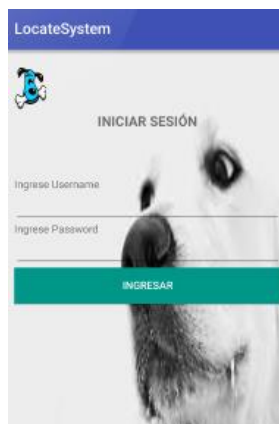 LocateSystem
INICIAR SESIÓN
Ingrese Username
Ingrese Password
INGRESAR